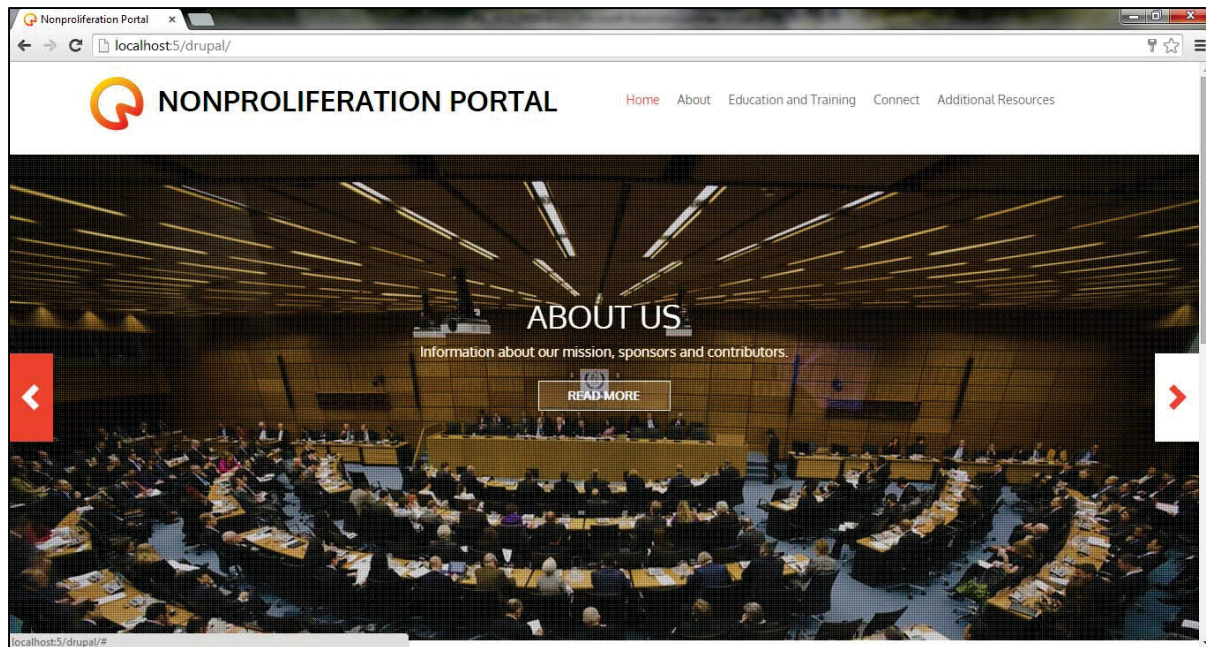 Nonproliferation Portal
localhost:5/drupal/
NONPROLIFERATION PORTAL
Home About Education and Training Connect Additional Resources
ABOUT US
Information about our mission, sponsors and contributors.
READ MORE
localhost:5/drupal/#